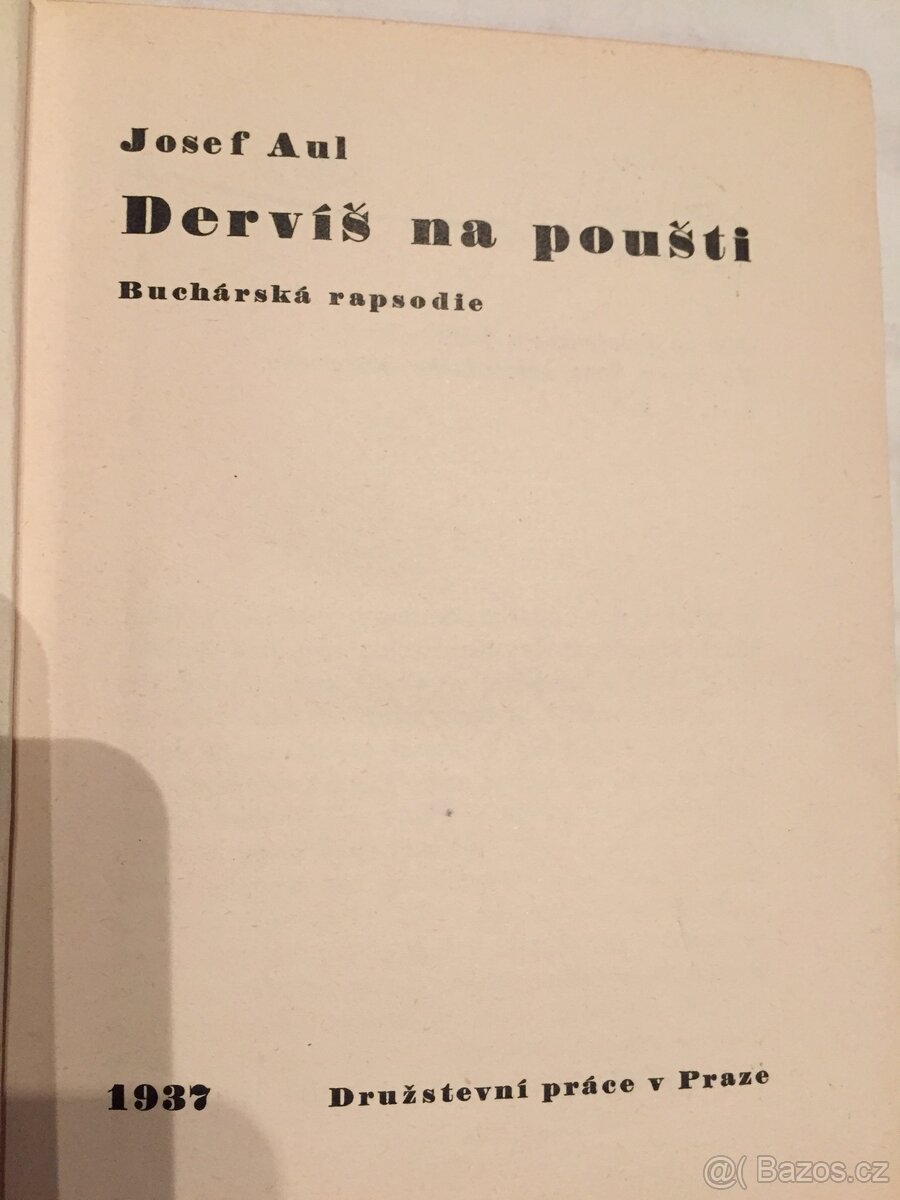 Josef Aul
Dervíš na poušti
Buchárská rapsodie
1937 Družstevní práce v Praze
@( Bazos.cz